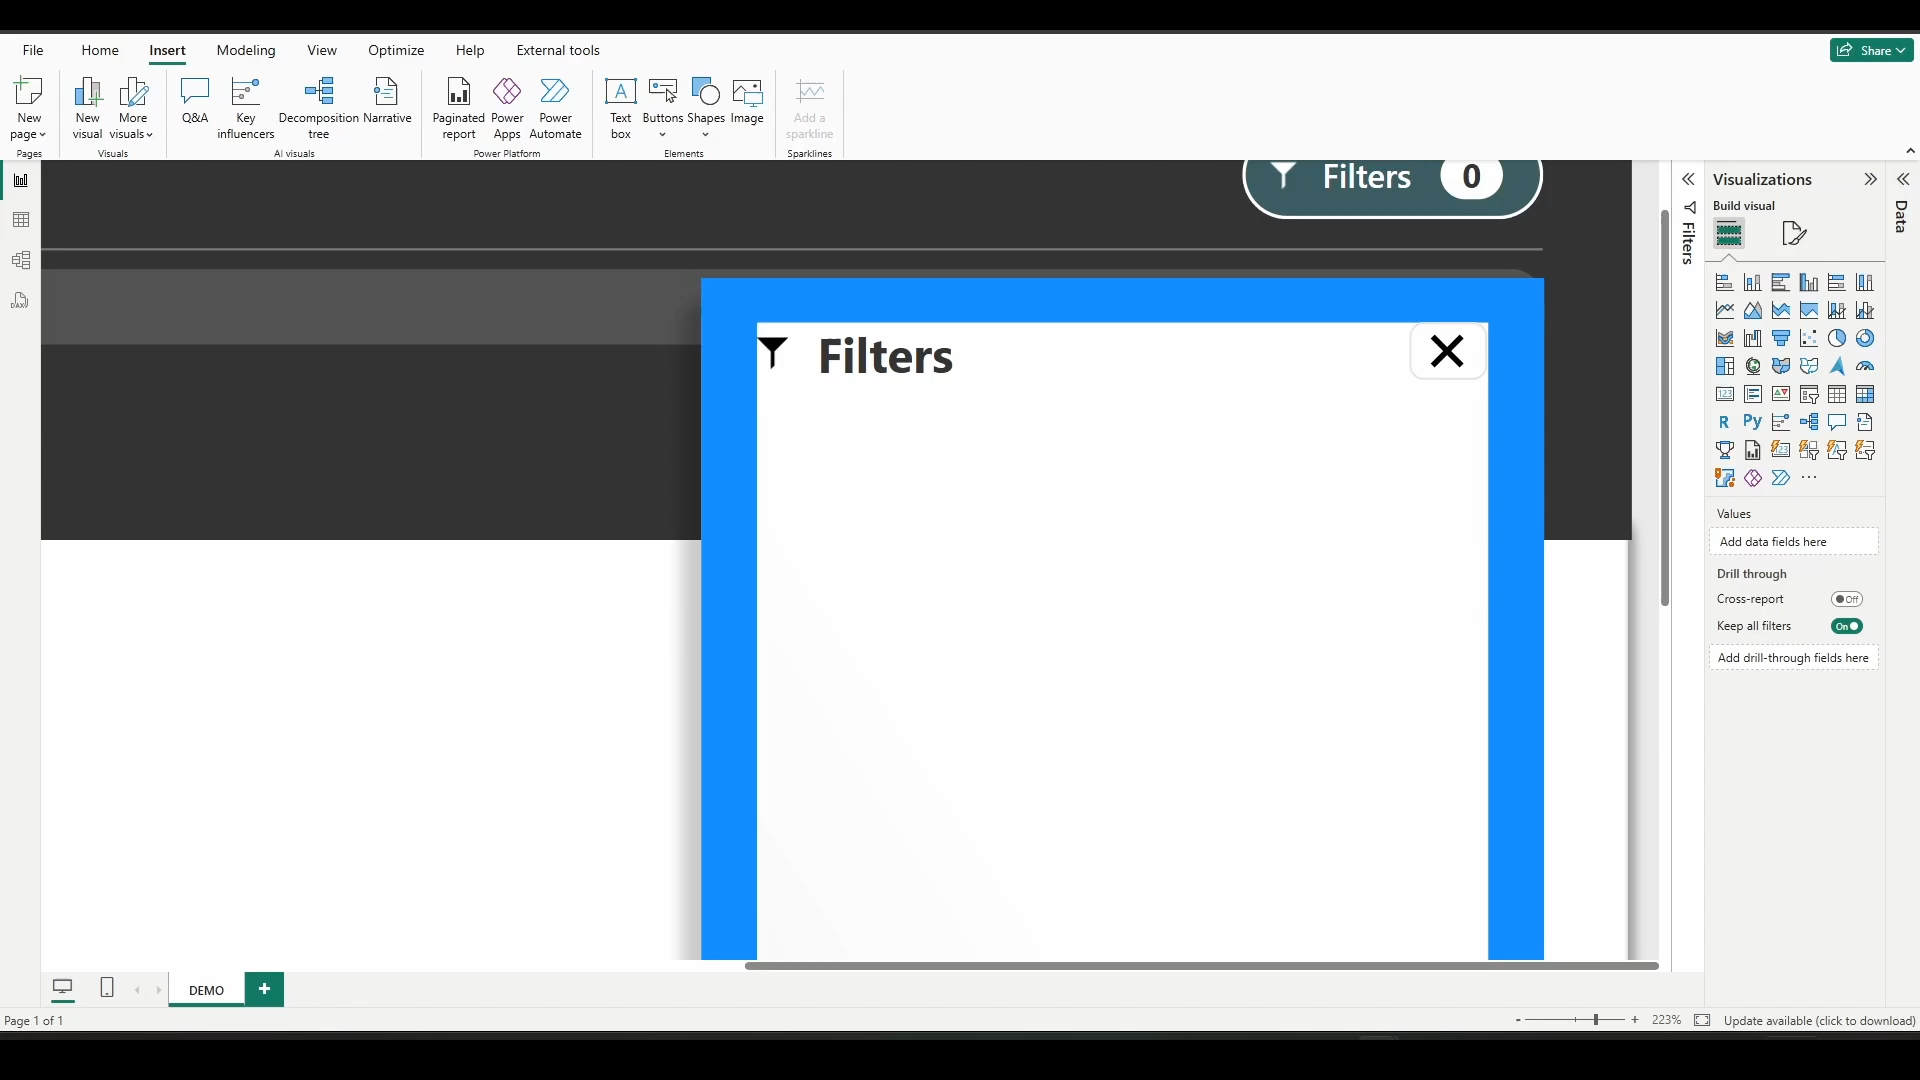 File Home Insert Modeling View Optimize Help External tools Share
New page
New visual
More visuals
Q&A
Key influencers
Decomposition tree
Narrative
Paginated report
Power Apps
Power Automate
Text box
Buttons
Shapes
Image
Add a sparkline
Pages Visuals AI visuals Power Platform Elements Sparklines
DAX
Filters 0
Filters
Filters
Visualizations
Build visual
123
R Py
123
Values
Add data fields here
Drill through
Cross-report Off
Keep all filters On
Add drill-through fields here
Data
DEMO +
Page 1 of 1
- + 223% Update available (click to download)